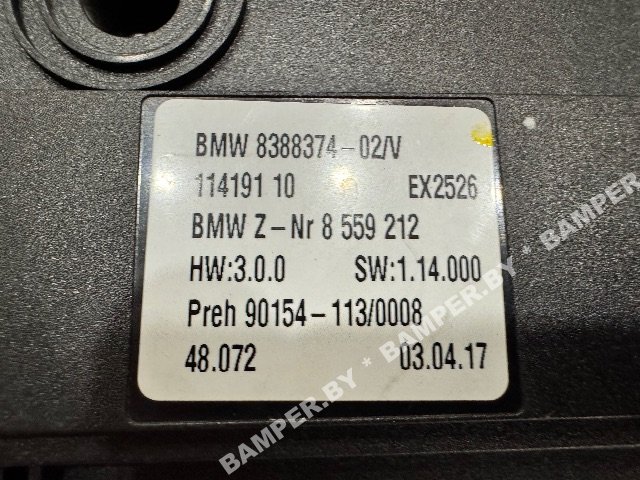 BMW 8388374-02/V
114191 10 EX2526
BMW Z-Nr 8 559 212
HW:3.0.0 SW:1.14.000
Preh 90154-113/0008
48.072 03.04.17
BAMPER.BY * BAMPER.BY * BAMPER.BY